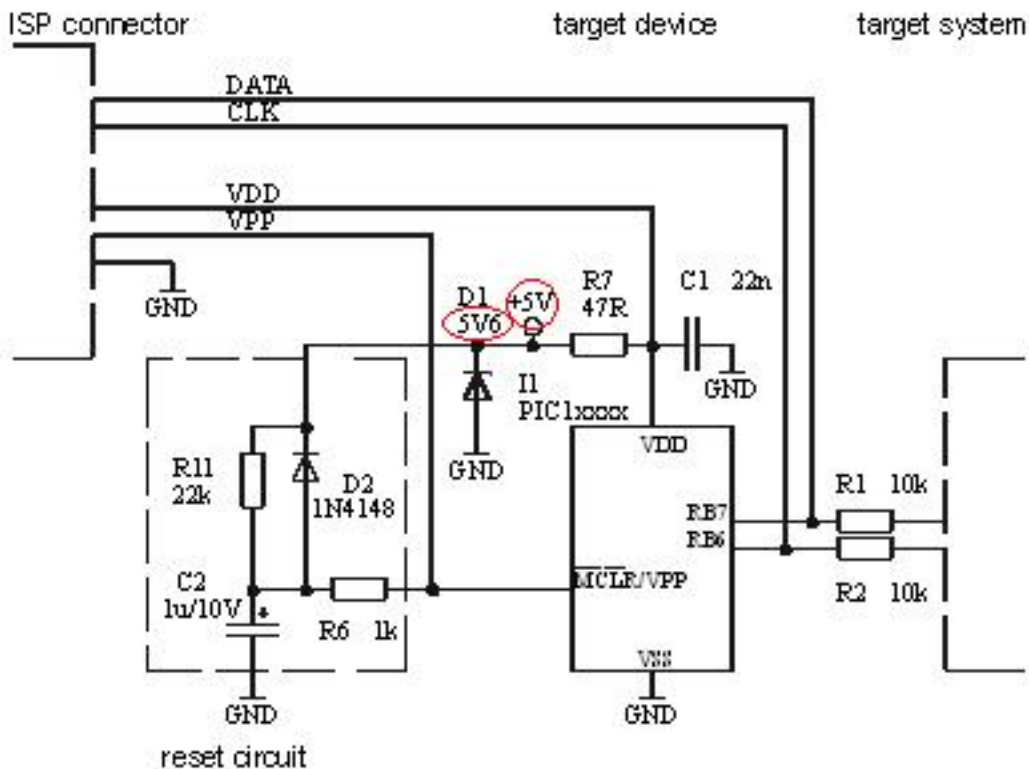 ISP connector
target device
target system
DATA
CLK
VDD
VPP
GND
D1
5V6
+5V
R7
47R
C1 22n
GND
I1
PIC1xxxx
GND
VDD
R11
22k
D2
1N4148
RB7
RB6
R1 10k
R2 10k
MCLR/VPP
C2
1u/10V
+
R6 1k
VSS
GND
GND
reset circuit